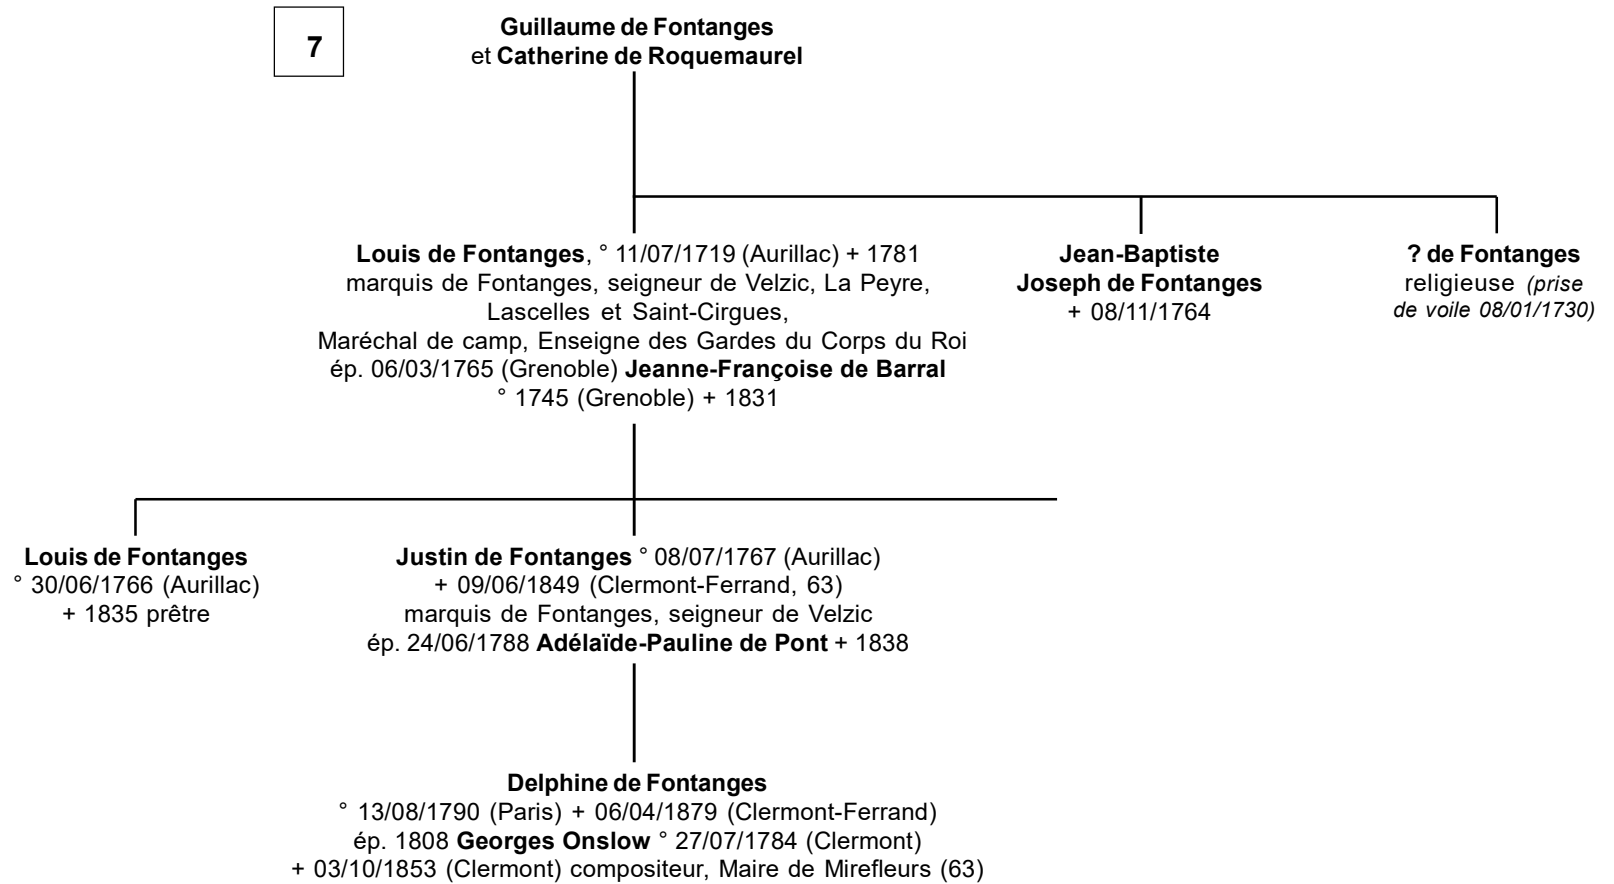 7
Guillaume de Fontanges
et Catherine de Roquemaurel
Louis de Fontanges, ° 11/07/1719 (Aurillac) + 1781
marquis de Fontanges, seigneur de Velzic, La Peyre,
Lascelles et Saint-Cirgues,
Maréchal de camp, Enseigne des Gardes du Corps du Roi
ép. 06/03/1765 (Grenoble) Jeanne-Françoise de Barral
° 1745 (Grenoble) + 1831
Jean-Baptiste
Joseph de Fontanges
+ 08/11/1764
? de Fontanges
religieuse (prise
de voile 08/01/1730)
Louis de Fontanges
° 30/06/1766 (Aurillac)
+ 1835 prêtre
Justin de Fontanges ° 08/07/1767 (Aurillac)
+ 09/06/1849 (Clermont-Ferrand, 63)
marquis de Fontanges, seigneur de Velzic
ép. 24/06/1788 Adélaïde-Pauline de Pont + 1838
Delphine de Fontanges
° 13/08/1790 (Paris) + 06/04/1879 (Clermont-Ferrand)
ép. 1808 Georges Onslow ° 27/07/1784 (Clermont)
+ 03/10/1853 (Clermont) compositeur, Maire de Mirefleurs (63)